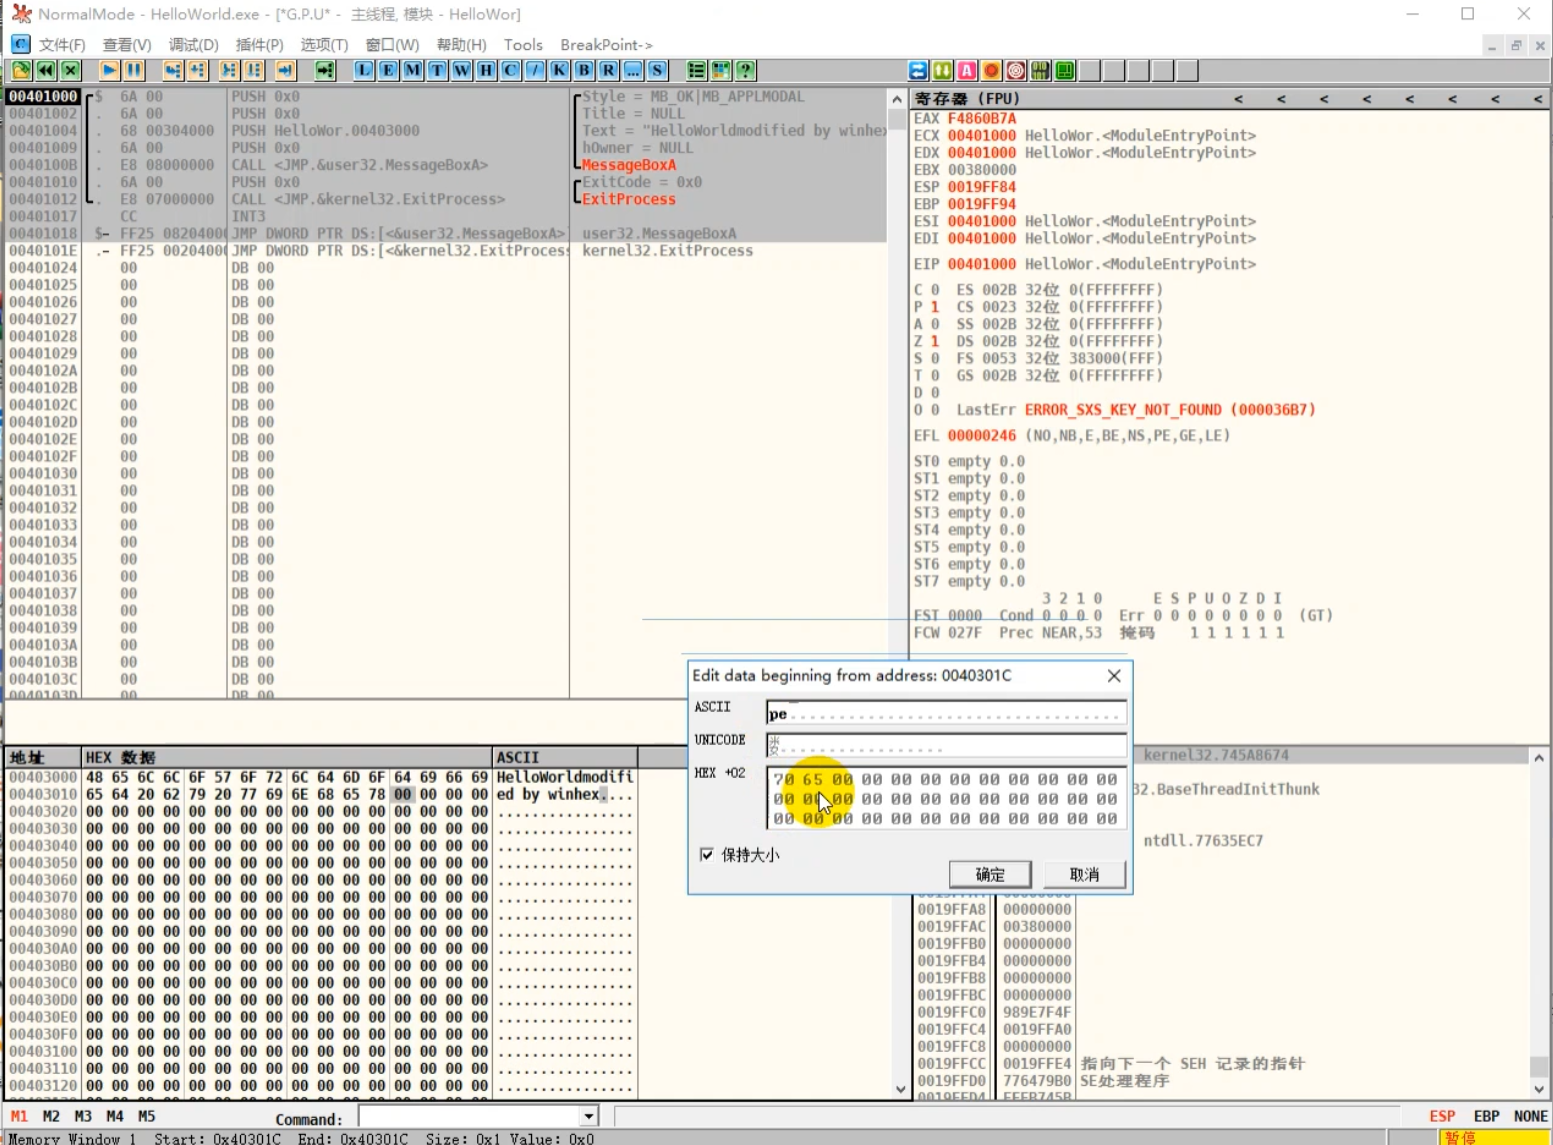 NormalMode - HelloWorld.exe - [*G.P.U* - 主线程, 模块 - HelloWor]
文件(F) 查看(V) 调试(D) 插件(P) 选项(T) 窗口(W) 帮助(H) Tools BreakPoint->
L E M T W H C / K B R ... S
00401000 $ 6A 00 PUSH 0x0 Style = MB_OK|MB_APPLMODAL
00401002 . 6A 00 PUSH 0x0 Title = NULL
00401004 . 68 00304000 PUSH HelloWor.00403000 Text = "HelloWorldmodified by winhe
00401009 . 6A 00 PUSH 0x0 hOwner = NULL
0040100B . E8 08000000 CALL <JMP.&user32.MessageBoxA> MessageBoxA
00401010 . 6A 00 PUSH 0x0 ExitCode = 0x0
00401012 . E8 07000000 CALL <JMP.&kernel32.ExitProcess> ExitProcess
00401017 CC INT3
00401018 $- FF25 0820400 JMP DWORD PTR DS:[<&user32.MessageBoxA> user32.MessageBoxA
0040101E .- FF25 0020400 JMP DWORD PTR DS:[<&kernel32.ExitProces kernel32.ExitProcess
00401024 00 DB 00
00401025 00 DB 00
00401026 00 DB 00
00401027 00 DB 00
00401028 00 DB 00
00401029 00 DB 00
0040102A 00 DB 00
0040102B 00 DB 00
0040102C 00 DB 00
0040102D 00 DB 00
0040102E 00 DB 00
0040102F 00 DB 00
00401030 00 DB 00
00401031 00 DB 00
00401032 00 DB 00
00401033 00 DB 00
00401034 00 DB 00
00401035 00 DB 00
00401036 00 DB 00
00401037 00 DB 00
00401038 00 DB 00
00401039 00 DB 00
0040103A 00 DB 00
0040103B 00 DB 00
0040103C 00 DB 00
0040103D 00 DB 00
寄存器 (FPU) < < < < < < < <
EAX F4860B7A
ECX 00401000 HelloWor.<ModuleEntryPoint>
EDX 00401000 HelloWor.<ModuleEntryPoint>
EBX 00380000
ESP 0019FF84
EBP 0019FF94
ESI 00401000 HelloWor.<ModuleEntryPoint>
EDI 00401000 HelloWor.<ModuleEntryPoint>
EIP 00401000 HelloWor.<ModuleEntryPoint>
C 0 ES 002B 32位 0(FFFFFFFF)
P 1 CS 0023 32位 0(FFFFFFFF)
A 0 SS 002B 32位 0(FFFFFFFF)
Z 1 DS 002B 32位 0(FFFFFFFF)
S 0 FS 0053 32位 383000(FFF)
T 0 GS 002B 32位 0(FFFFFFFF)
D 0
O 0 LastErr ERROR_SXS_KEY_NOT_FOUND (000036B7)
EFL 00000246 (NO,NB,E,BE,NS,PE,GE,LE)
ST0 empty 0.0
ST1 empty 0.0
ST2 empty 0.0
ST3 empty 0.0
ST4 empty 0.0
ST5 empty 0.0
ST6 empty 0.0
ST7 empty 0.0
3 2 1 0 E S P U O Z D I
FST 0000 Cond 0 0 0 0 Err 0 0 0 0 0 0 0 0 (GT)
FCW 027F Prec NEAR,53 掩码 1 1 1 1 1 1
Edit data beginning from address: 0040301C
ASCII pe
UNICODE
HEX +02 70 65 00 00 00 00 00 00 00 00 00 00
00 00 00 00 00 00 00 00 00 00 00 00
00 00 00 00 00 00 00 00 00 00 00 00
保持大小
确定 取消
地址 HEX 数据 ASCII
00403000 48 65 6C 6C 6F 57 6F 72 6C 64 6D 6F 64 69 66 69 HelloWorldmodifi
00403010 65 64 20 62 79 20 77 69 6E 68 65 78 00 00 00 00 ed by winhex....
00403020 00 00 00 00 00 00 00 00 00 00 00 00 00 00 00 00 ................
00403030 00 00 00 00 00 00 00 00 00 00 00 00 00 00 00 00 ................
00403040 00 00 00 00 00 00 00 00 00 00 00 00 00 00 00 00 ................
00403050 00 00 00 00 00 00 00 00 00 00 00 00 00 00 00 00 ................
00403060 00 00 00 00 00 00 00 00 00 00 00 00 00 00 00 00 ................
00403070 00 00 00 00 00 00 00 00 00 00 00 00 00 00 00 00 ................
00403080 00 00 00 00 00 00 00 00 00 00 00 00 00 00 00 00 ................
00403090 00 00 00 00 00 00 00 00 00 00 00 00 00 00 00 00 ................
004030A0 00 00 00 00 00 00 00 00 00 00 00 00 00 00 00 00 ................
004030B0 00 00 00 00 00 00 00 00 00 00 00 00 00 00 00 00 ................
004030C0 00 00 00 00 00 00 00 00 00 00 00 00 00 00 00 00 ................
004030D0 00 00 00 00 00 00 00 00 00 00 00 00 00 00 00 00 ................
004030E0 00 00 00 00 00 00 00 00 00 00 00 00 00 00 00 00 ................
004030F0 00 00 00 00 00 00 00 00 00 00 00 00 00 00 00 00 ................
00403100 00 00 00 00 00 00 00 00 00 00 00 00 00 00 00 00 ................
00403110 00 00 00 00 00 00 00 00 00 00 00 00 00 00 00 00 ................
00403120 00 00 00 00 00 00 00 00 00 00 00 00 00 00 00 00 ................
kernel32.745A8674
32.BaseThreadInitThunk
ntdll.77635EC7
0019FFA8 00000000
0019FFAC 00380000
0019FFB0 00000000
0019FFB4 00000000
0019FFB8 00000000
0019FFBC 00000000
0019FFC0 989E7F4F
0019FFC4 0019FFA0
0019FFC8 00000000
0019FFCC 0019FFE4 指向下一个 SEH 记录的指针
0019FFD0 776479B0 SE处理程序
M1 M2 M3 M4 M5 Command: ESP EBP NONE
Memory Window 1 Start: 0x40301C End: 0x40301C Size: 0x1 Value: 0x0 暂停